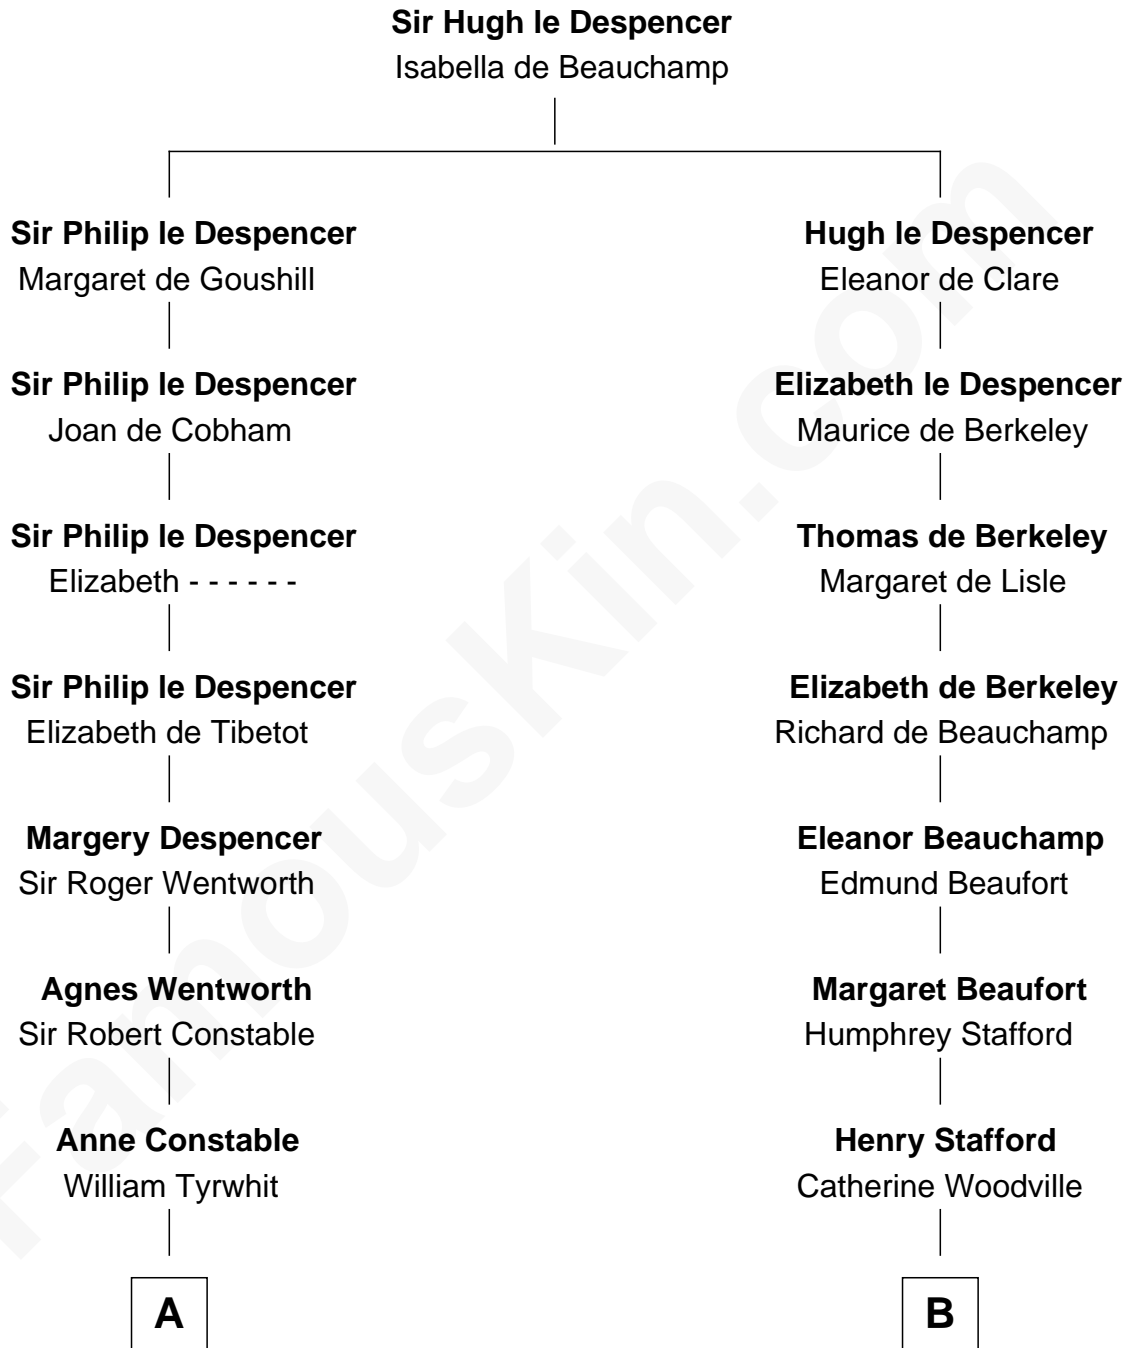 Sir Hugh le Despencer
Isabella de Beauchamp
Sir Philip le Despencer
Margaret de Goushill
Hugh le Despencer
Eleanor de Clare
Sir Philip le Despencer
Joan de Cobham
Elizabeth le Despencer
Maurice de Berkeley
Sir Philip le Despencer
Elizabeth - - - - - -
Thomas de Berkeley
Margaret de Lisle
Sir Philip le Despencer
Elizabeth de Tibetot
Elizabeth de Berkeley
Richard de Beauchamp
Margery Despencer
Sir Roger Wentworth
Eleanor Beauchamp
Edmund Beaufort
Agnes Wentworth
Sir Robert Constable
Margaret Beaufort
Humphrey Stafford
Anne Constable
William Tyrwhit
Henry Stafford
Catherine Woodville
A
B
FamousKin.com